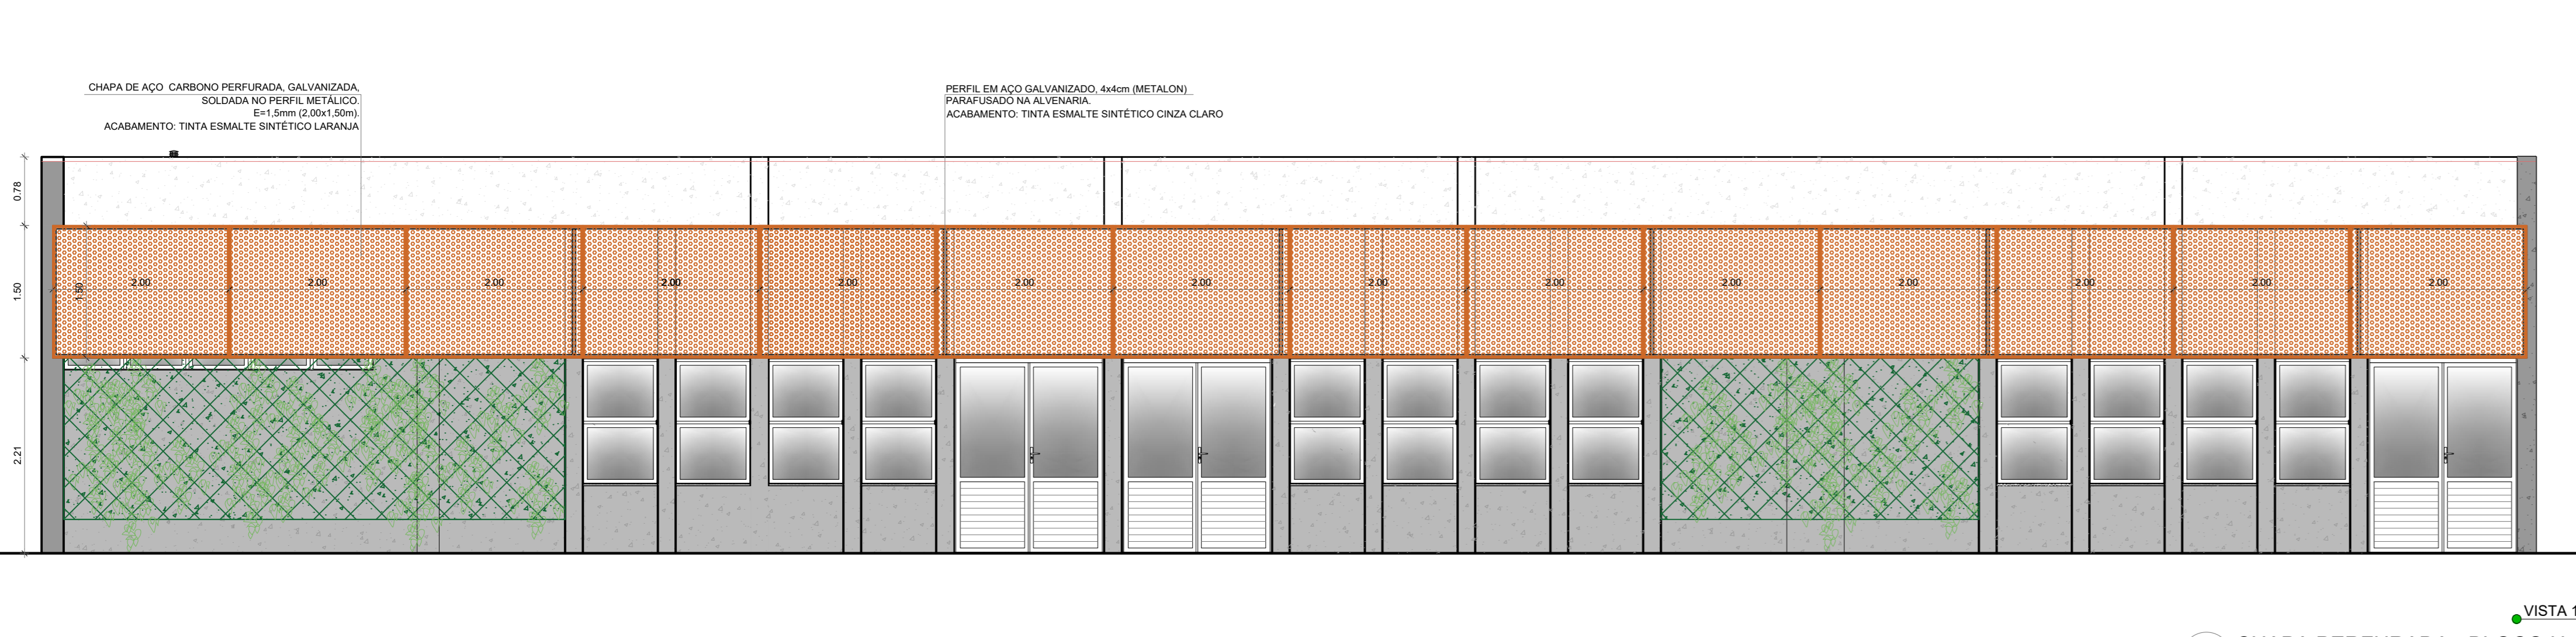 CHAPA DE AÇO  CARBONO PERFURADA, GALVANIZADA,
SOLDADA NO PERFIL METÁLICO.
E=1,5mm (2,00x1,50m).
ACABAMENTO: TINTA ESMALTE SINTÉTICO LARANJA
PERFIL EM AÇO GALVANIZADO, 4x4cm (METALON)
PARAFUSADO NA ALVENARIA.
ACABAMENTO: TINTA ESMALTE SINTÉTICO CINZA CLARO
0.78
1.50
1.50
2.00 2.00 2.00 2.00 2.00 2.00 2.00 2.00 2.00 2.00 2.00 2.00 2.00 2.00
2.21
VISTA 1